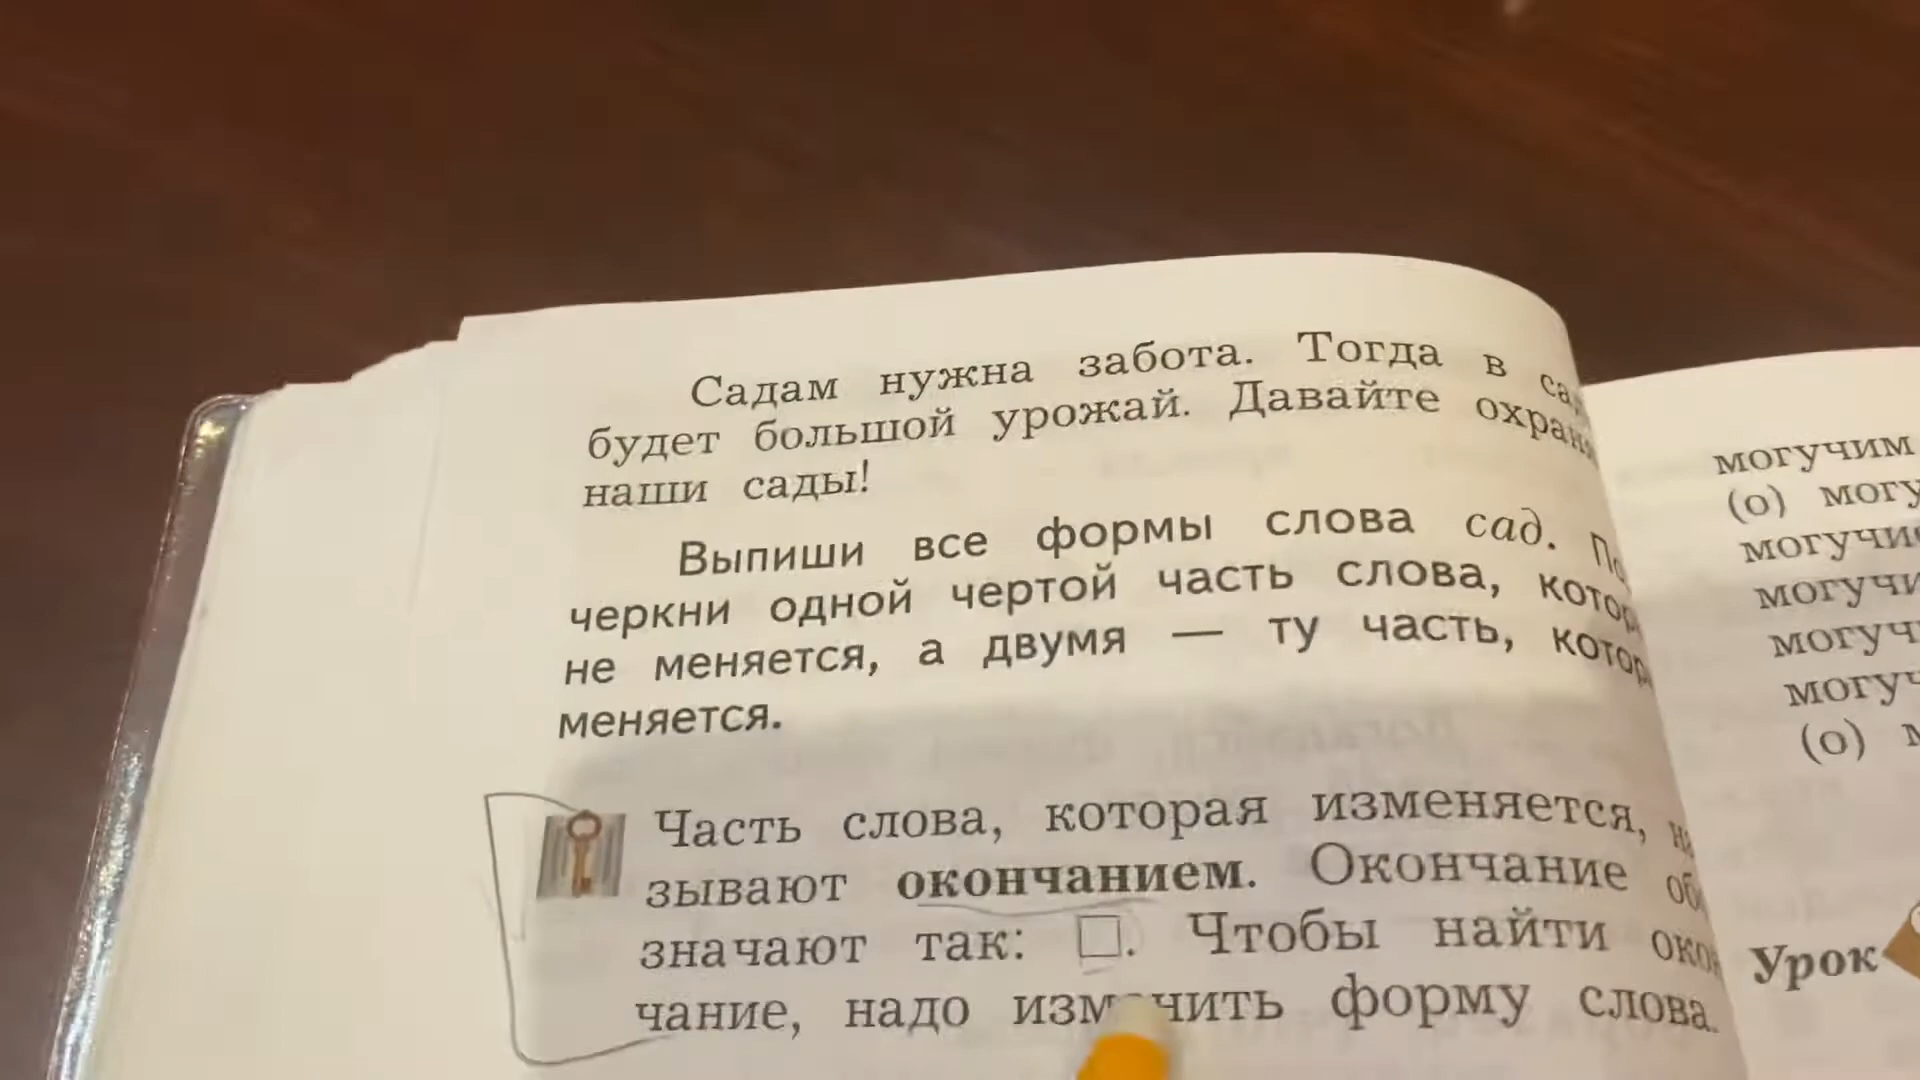 Садам нужна забота. Тогда в
будет большой урожай. Давайте
наши сады!
Выпиши все формы слова сад.
черкни одной чертой часть слова,
не меняется, а двумя — ту часть,
меняется.
Часть слова, которая изменяется,
зывают окончанием. Окончание
значают так: □. Чтобы найти
чание, надо изменить форму слова.
могучим
(о)
(о)
Урок